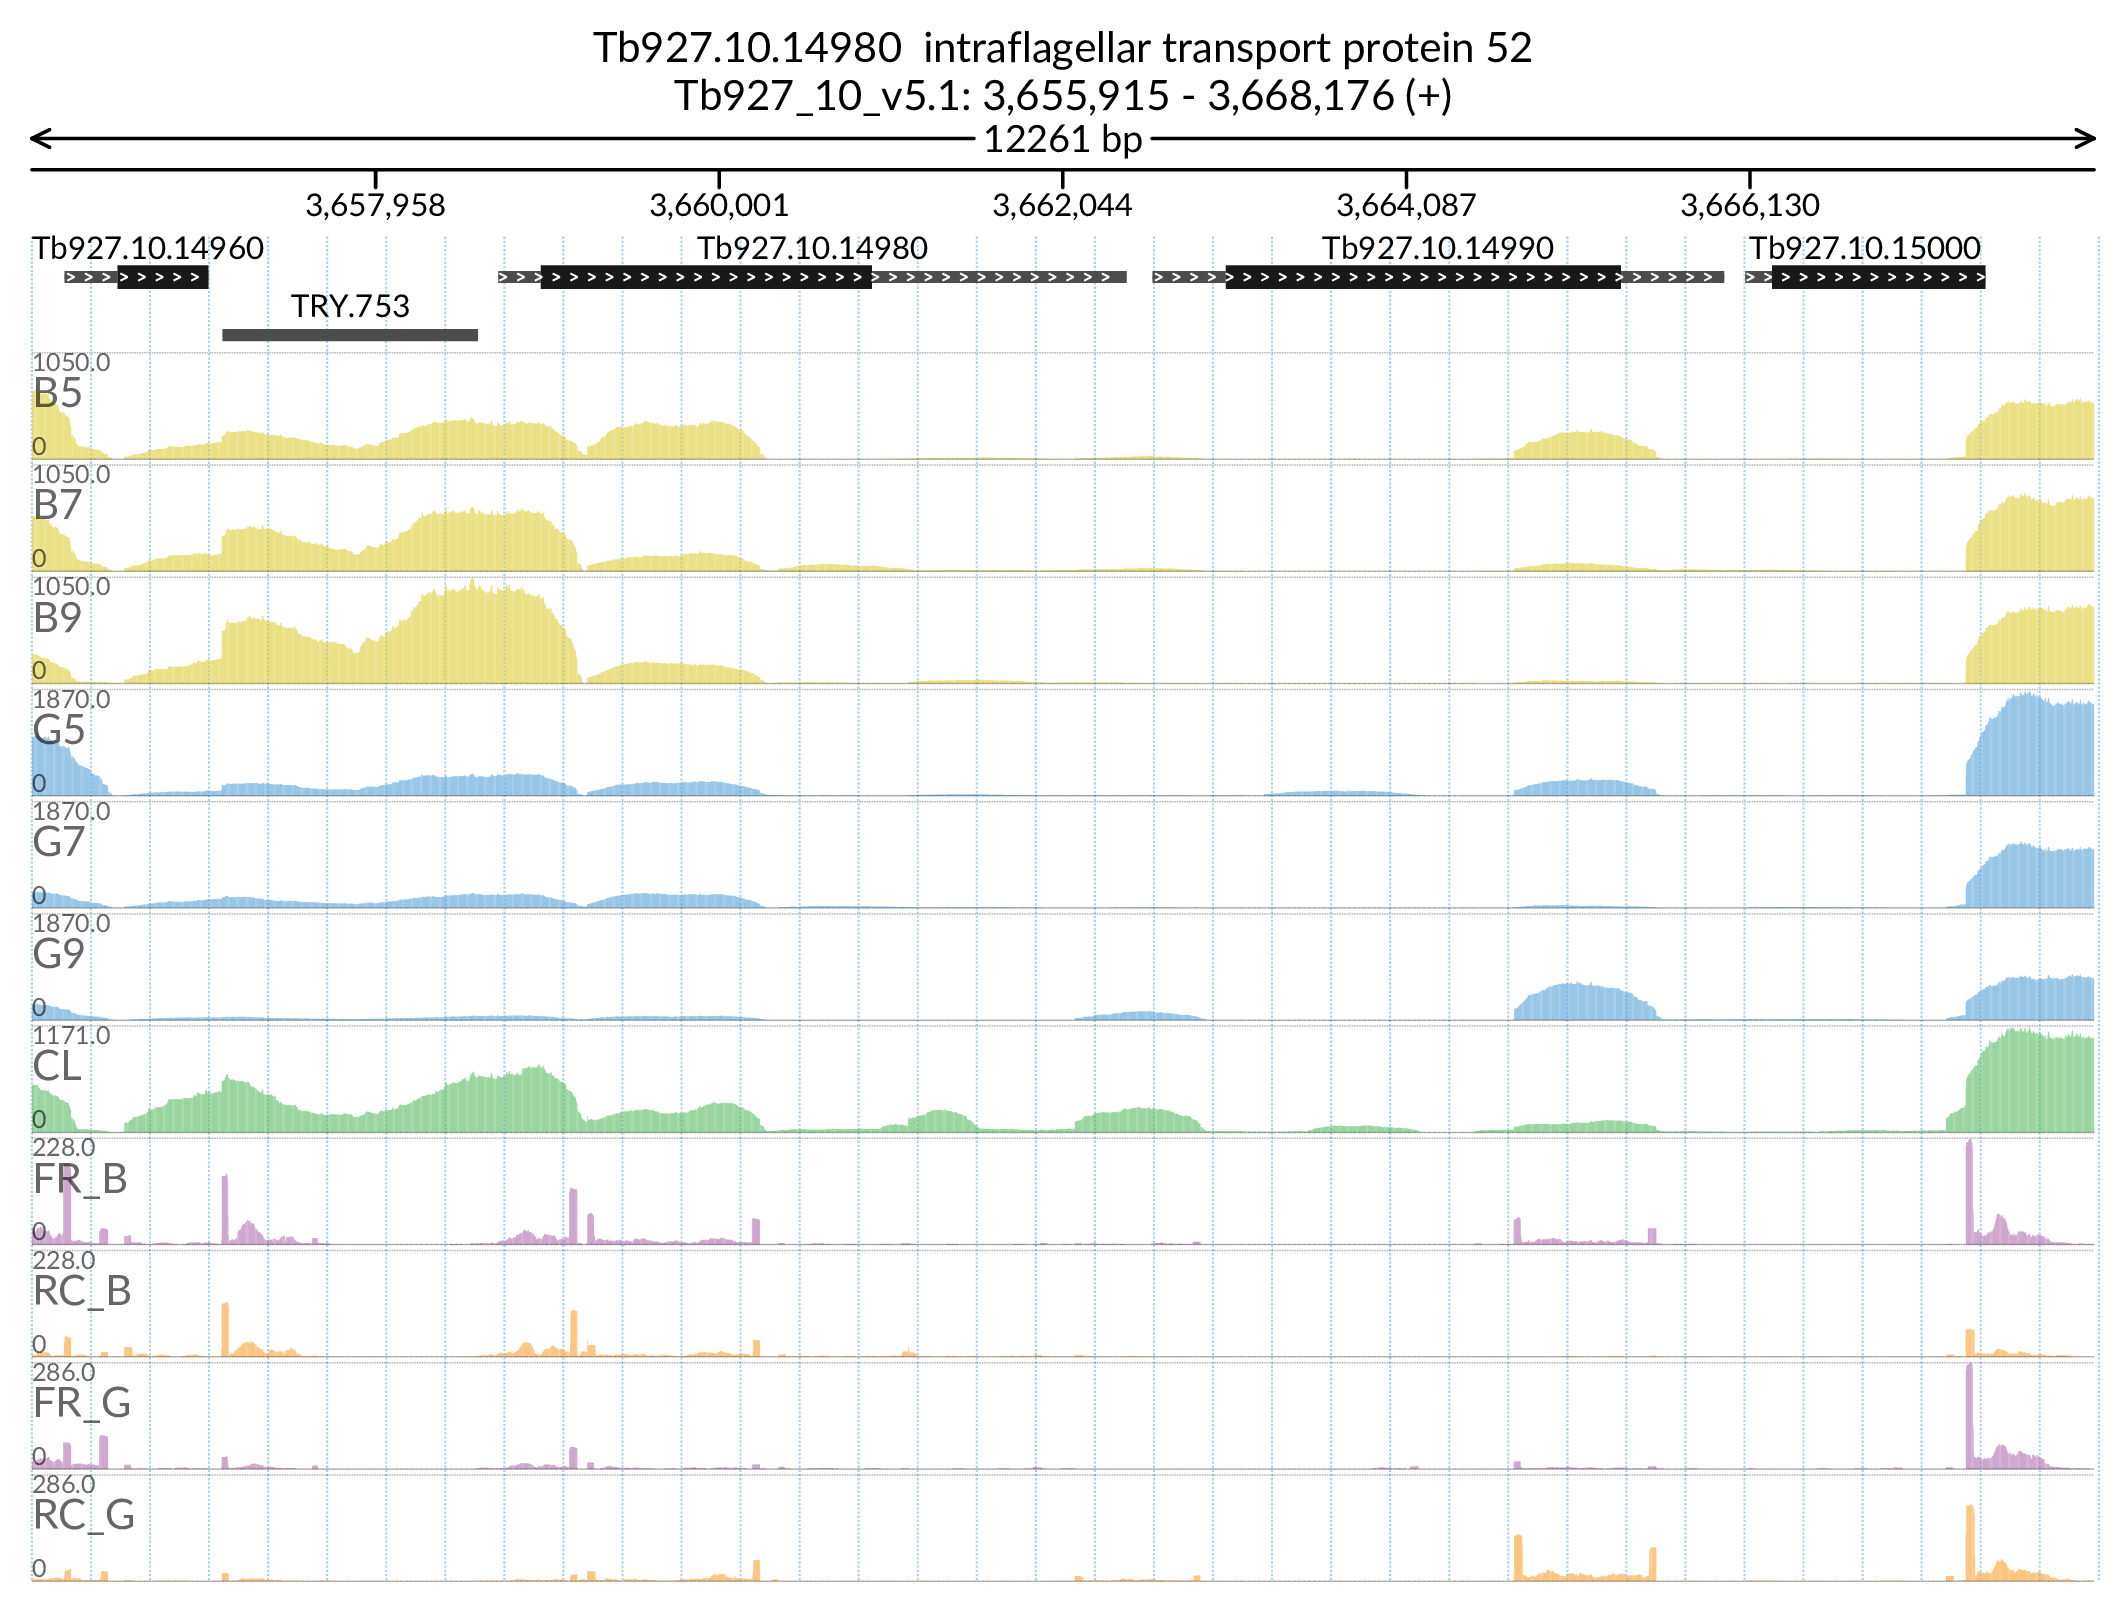 Tb927.10.14980  intraflagellar transport protein 52
Tb927_10_v5.1: 3,655,915 - 3,668,176 (+)
12261 bp
3,657,958 3,660,001 3,662,044 3,664,087 3,666,130
Tb927.10.14960 Tb927.10.14980 Tb927.10.14990 Tb927.10.15000
TRY.753
1050.0
B5
0
1050.0
B7
0
1050.0
B9
0
1870.0
G5
0
1870.0
G7
0
1870.0
G9
0
1171.0
CL
0
228.0
FR_B
0
228.0
RC_B
0
286.0
FR_G
0
286.0
RC_G
0